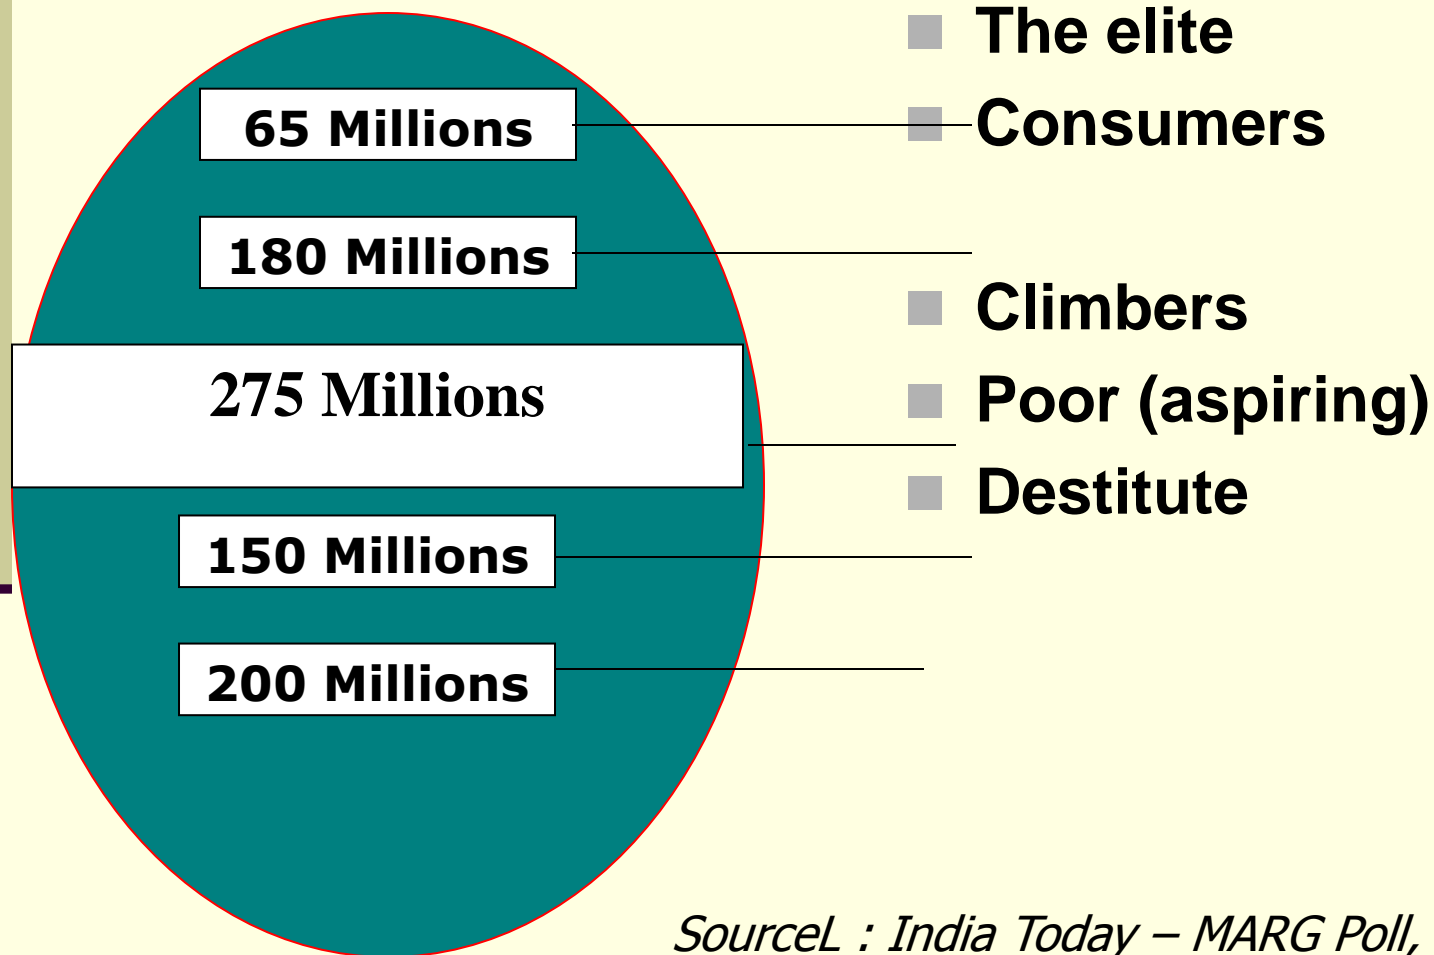 65 Millions
180 Millions
275 Millions
150 Millions
200 Millions
The elite
Consumers
Climbers
Poor (aspiring)
Destitute
SourceL : India Today – MARG Poll,